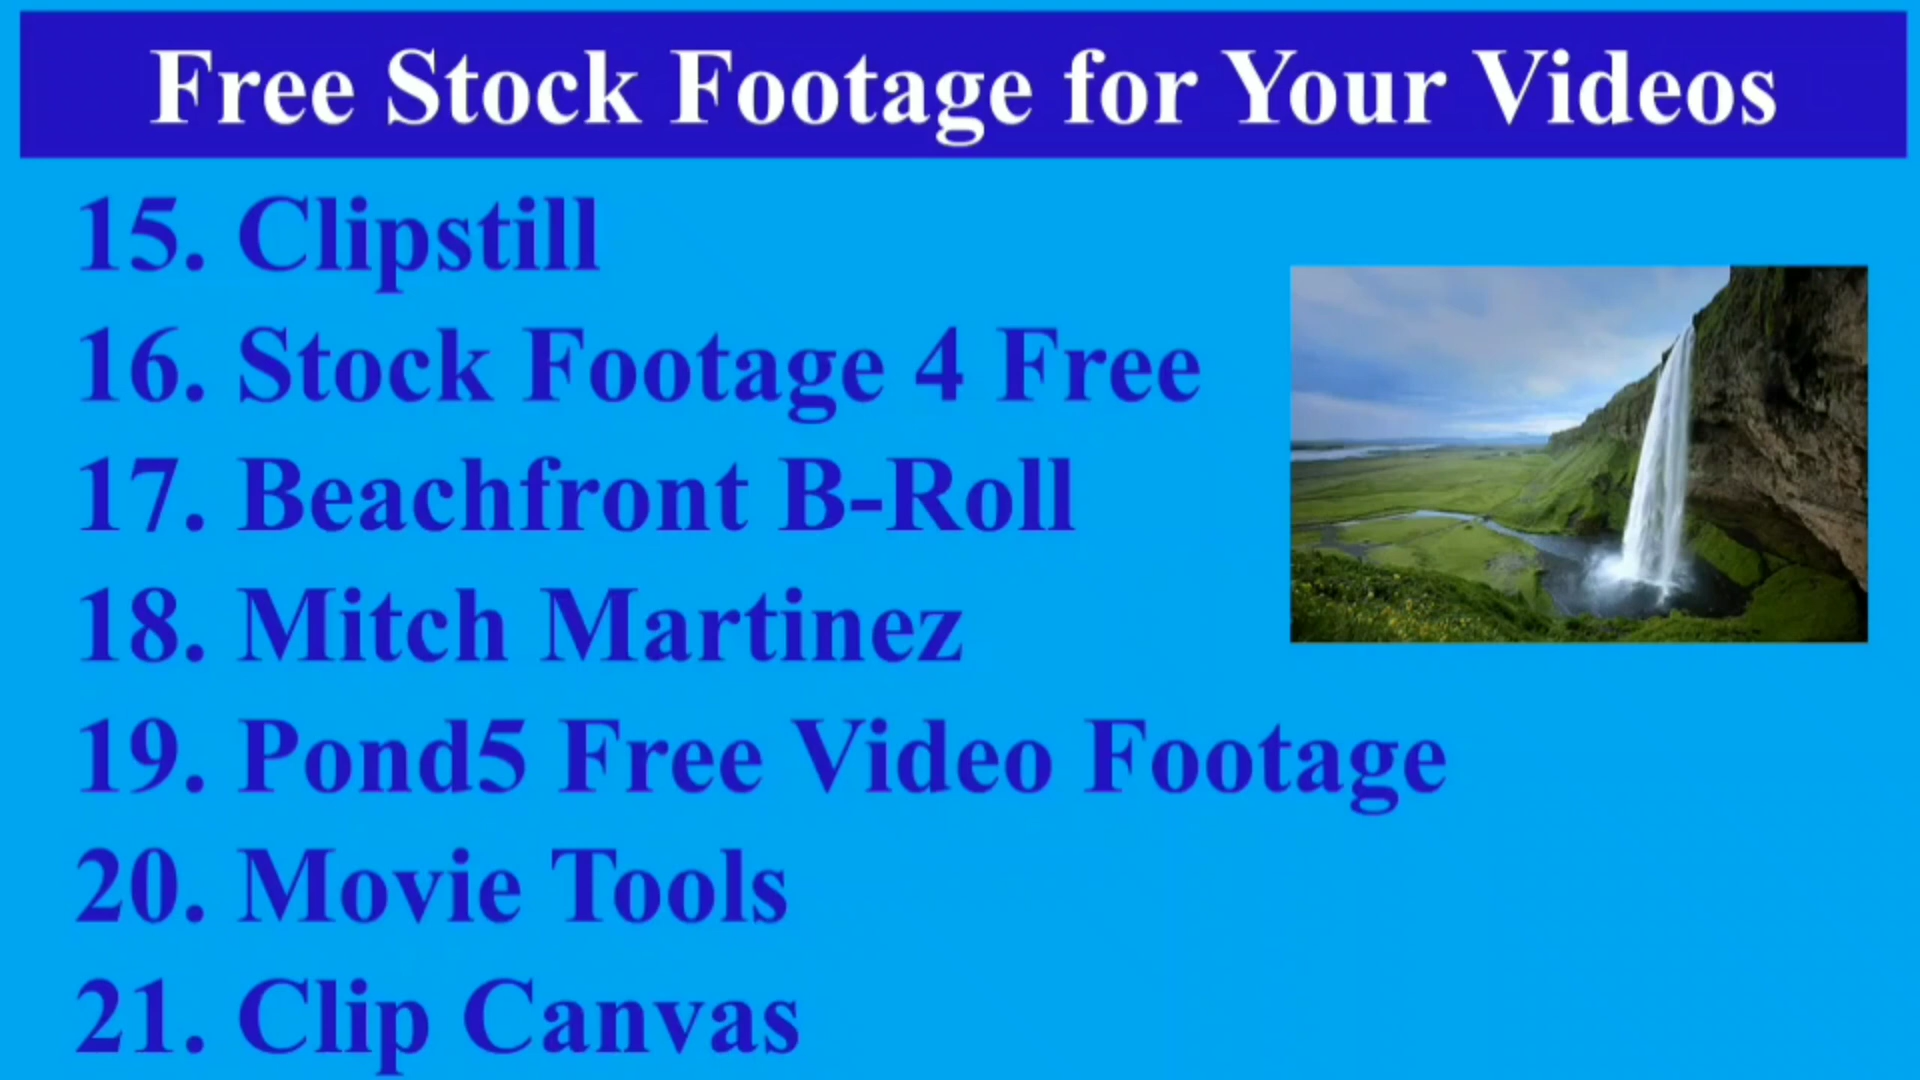 Free Stock Footage for Your Videos
15. Clipstill
16. Stock Footage 4 Free
17. Beachfront B-Roll
18. Mitch Martinez
19. Pond5 Free Video Footage
20. Movie Tools
21. Clip Canvas